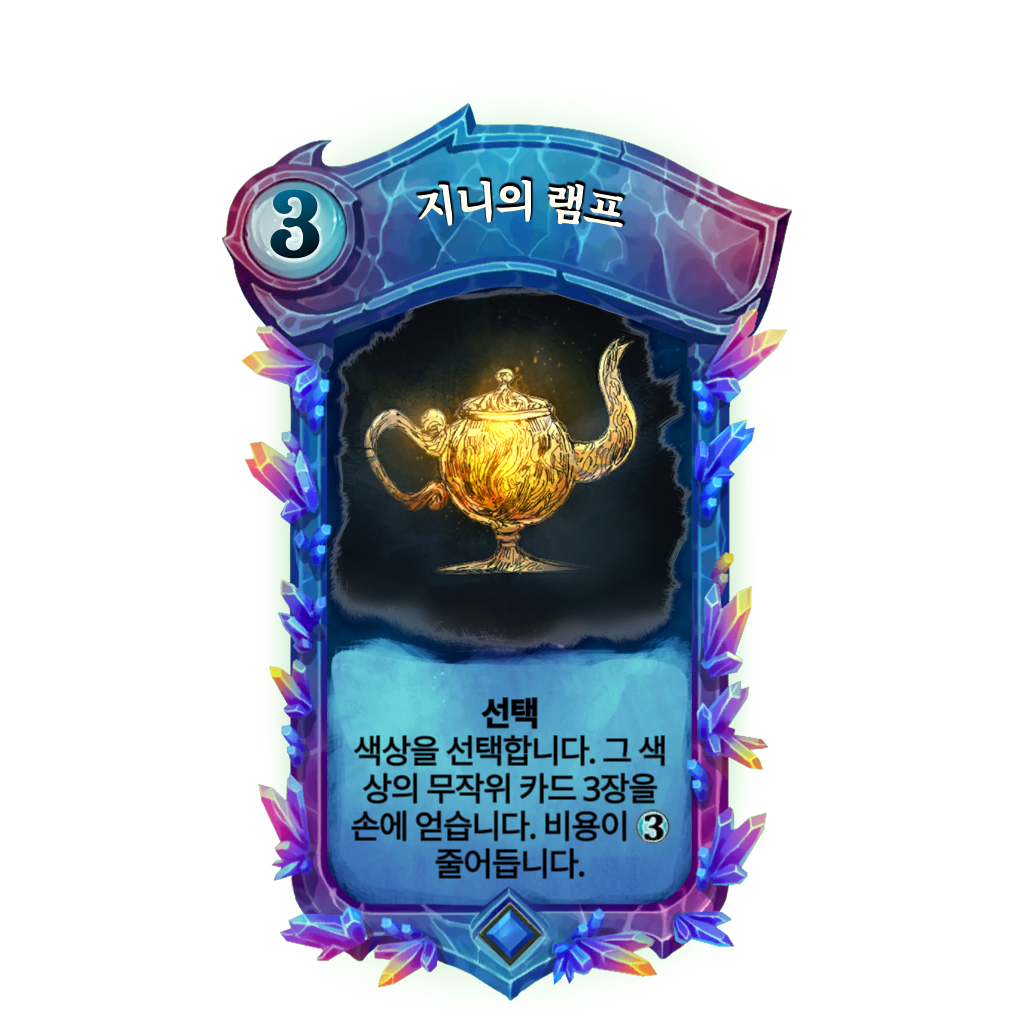 3
지니의 램프
선택
색상을 선택합니다. 그 색
상의 무작위 카드 3장을
손에 얻습니다. 비용이 3
줄어듭니다.